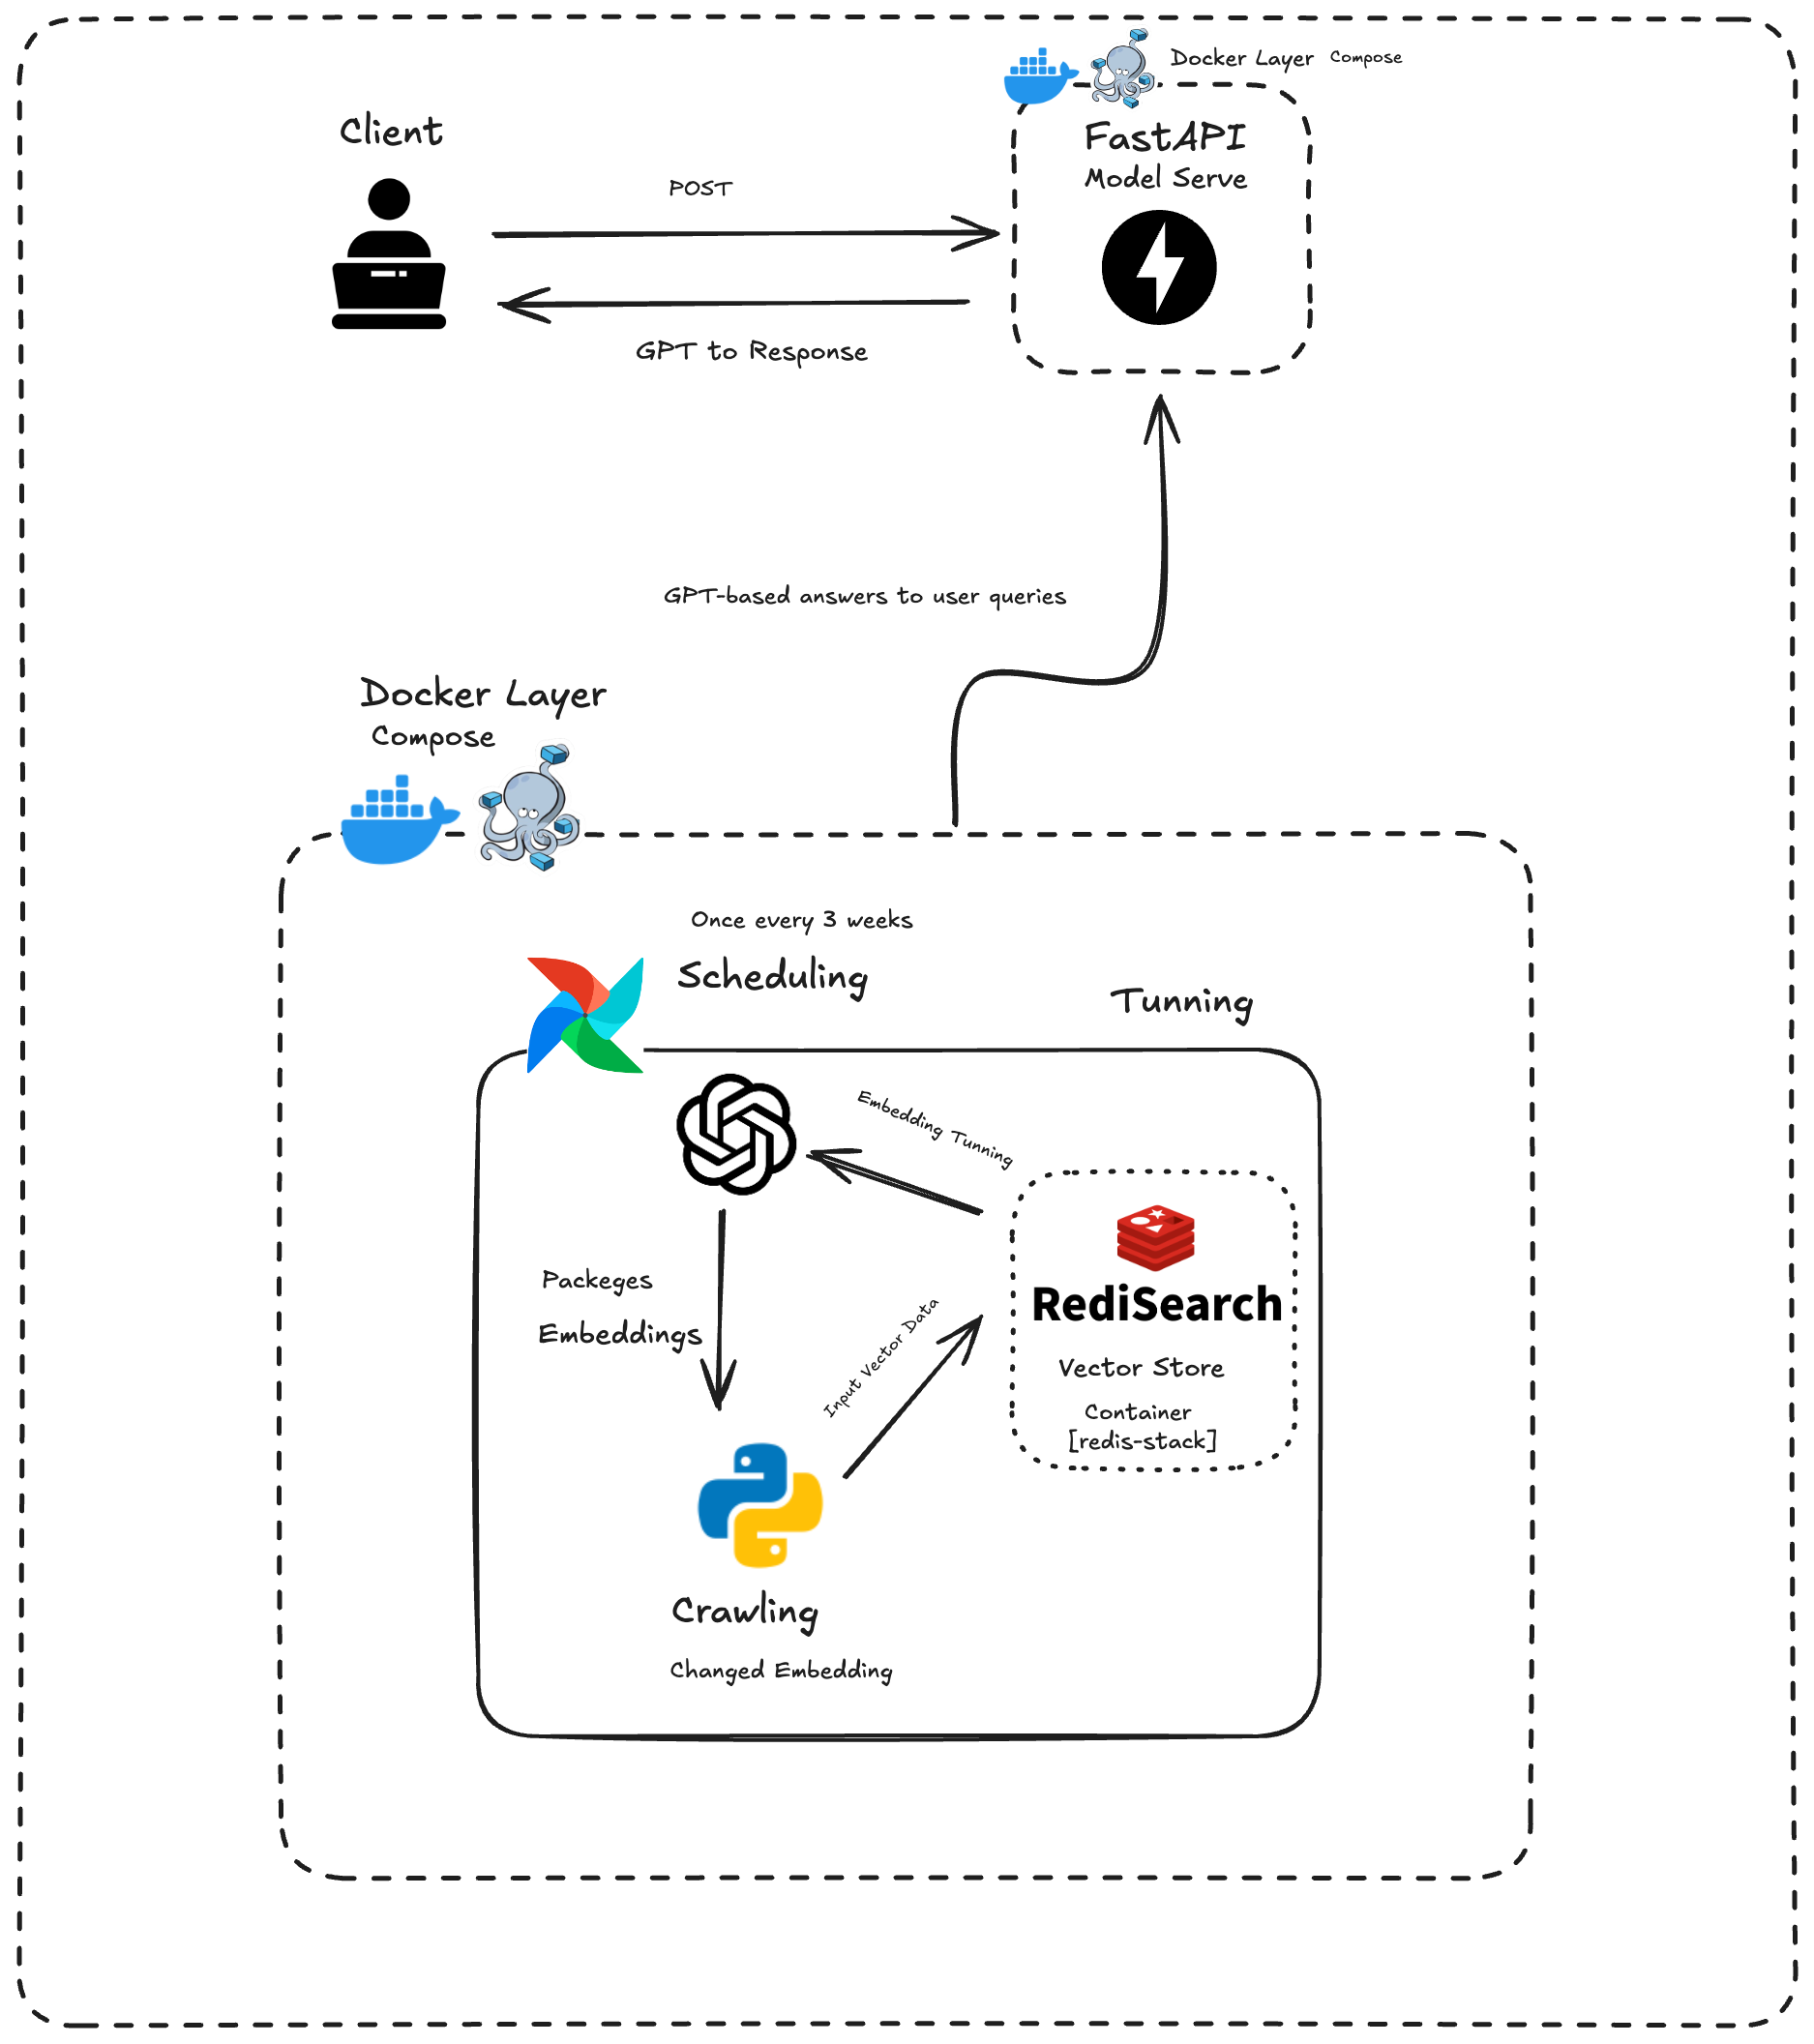 Docker Layer Compose
Client
FastAPI
Model Serve
POST
GPT to Response
GPT-based answers to user queries
Docker Layer
Compose
Once every 3 weeks
Scheduling
Tunning
Embedding Tunning
Packeges
Embeddings
Input Vector Data
RediSearch
Vector Store
Container
[redis-stack]
Crawling
Changed Embedding